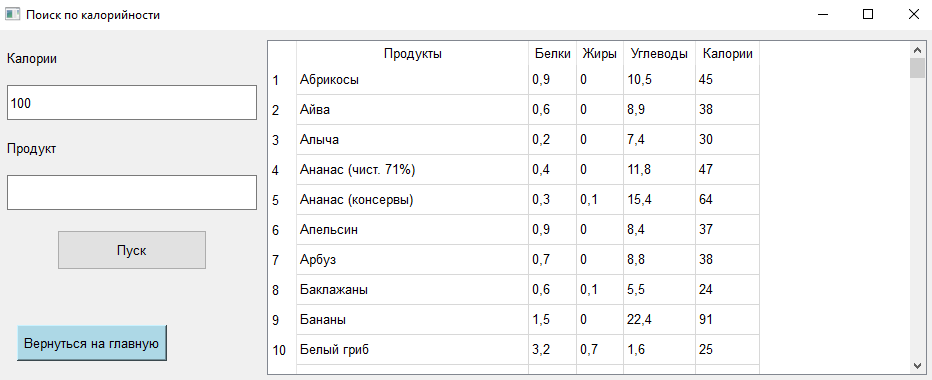 Поиск по калорийности
Калории
100
Продукт
Пуск
Вернуться на главную
Продукты Белки Жиры Углеводы Калории
1 Абрикосы 0,9 0 10,5 45
2 Айва 0,6 0 8,9 38
3 Алыча 0,2 0 7,4 30
4 Ананас (чист. 71%) 0,4 0 11,8 47
5 Ананас (консервы) 0,3 0,1 15,4 64
6 Апельсин 0,9 0 8,4 37
7 Арбуз 0,7 0 8,8 38
8 Баклажаны 0,6 0,1 5,5 24
9 Бананы 1,5 0 22,4 91
10 Белый гриб 3,2 0,7 1,6 25